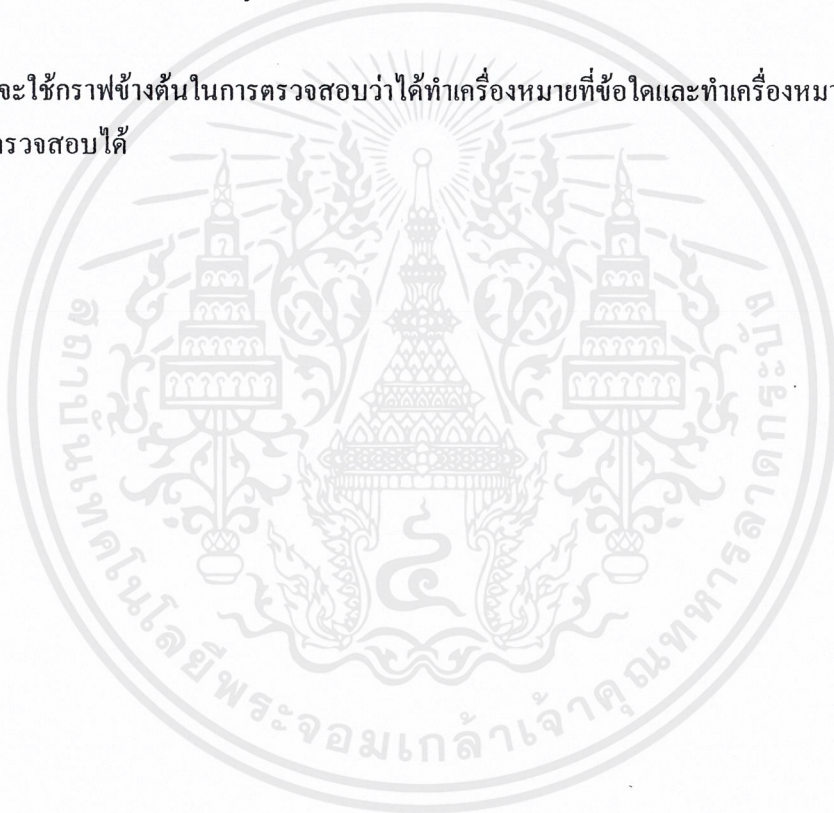 จะใช้กราฟข้างต้นในการตรวจสอบว่าได้ทำเครื่องหมายที่ข้อใดและทำเครื่องหมา
ตรวจสอบได้
สถาบันเทคโนโลยีพระจอมเกล้าเจ้าคุณทหารลาดกระบัง